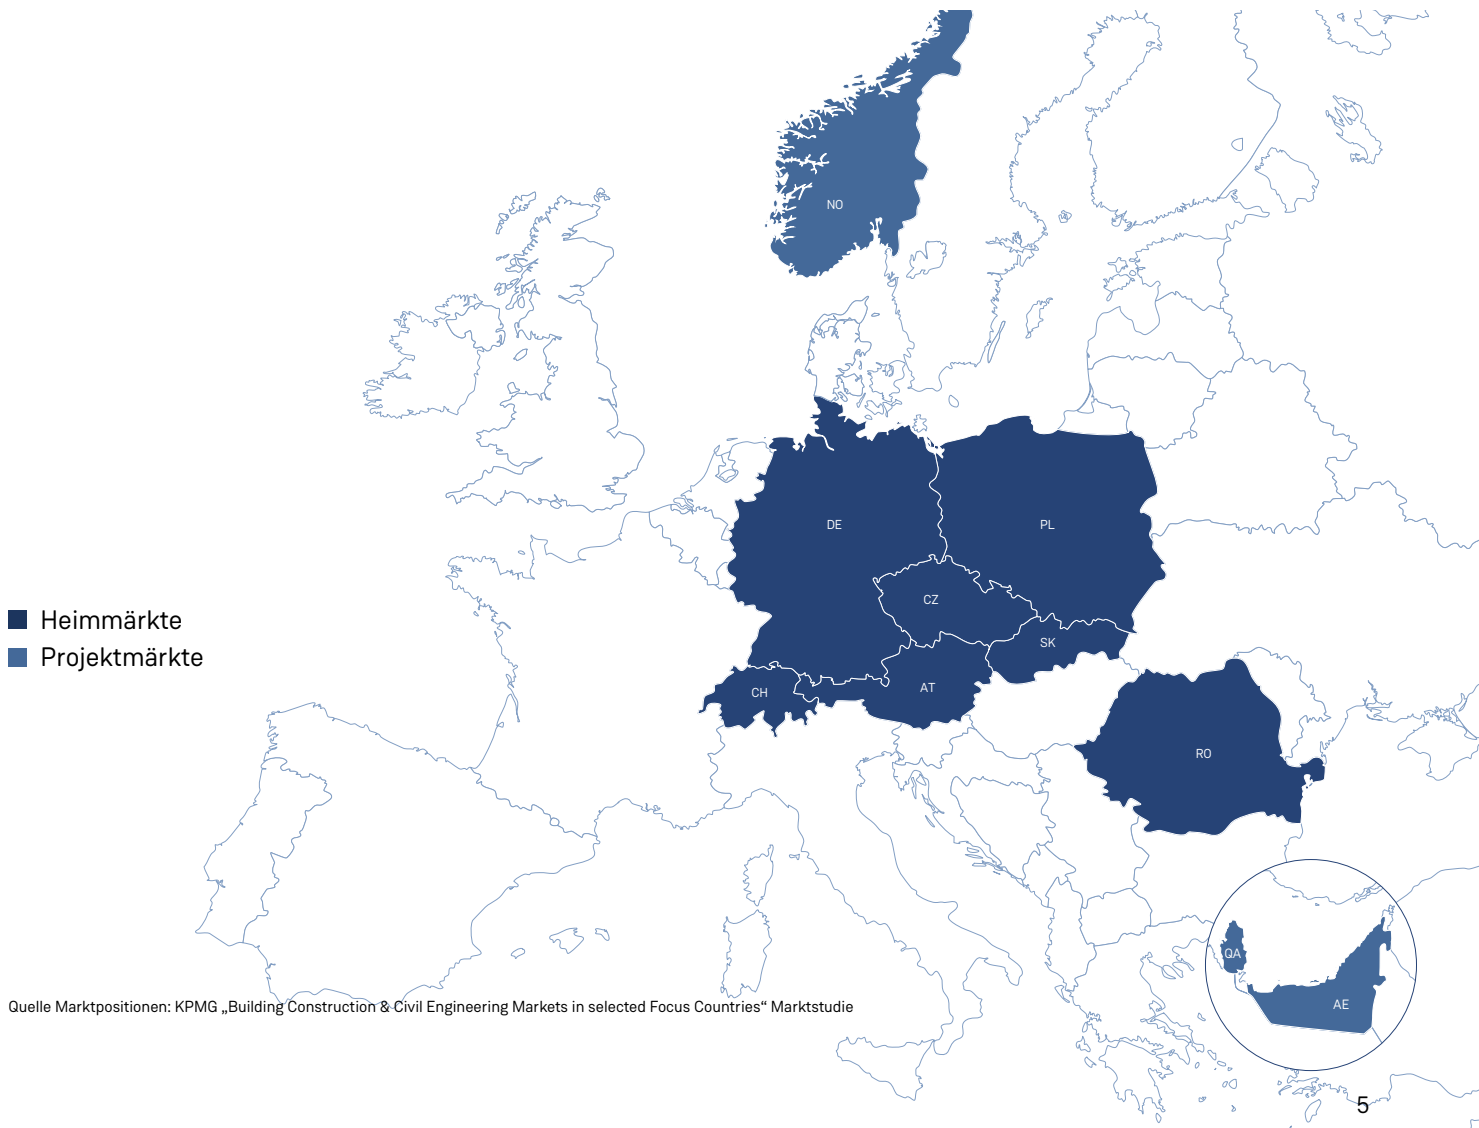 NO
DE
PL
CZ
Heimmärkte
SK
Projektmärkte
CH
AT
RO
QA
Quelle Marktpositionen: KPMG „Building Construction & Civil Engineering Markets in selected Focus Countries“ Marktstudie
AE
5